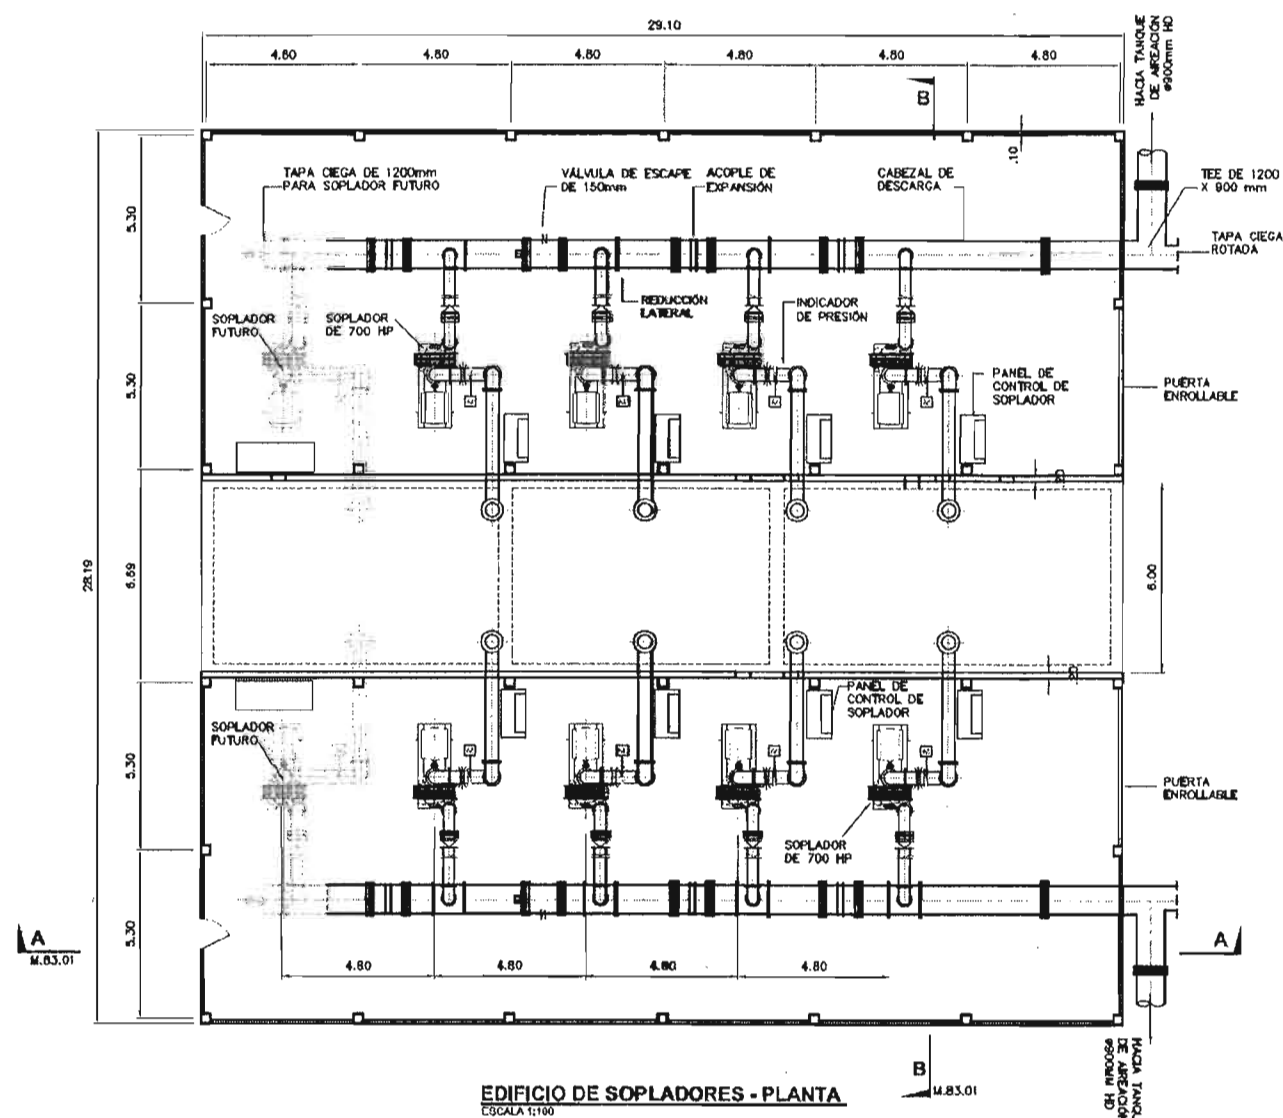 29.10
4.80
4.80
4.80
4.80
4.80
4.80
HACIA TANQUE
DE AIREACIÓN
ø900mm HD
B
.10
TAPA CIEGA DE 1200mm
PARA SOPLADOR FUTURO
VÁLVULA DE ESCAPE
DE 150mm
ACOPLE DE
EXPANSIÓN
CABEZAL DE
DESCARGA
TEE DE 1200
X 900 mm
TAPA CIEGA
ROTADA
5.30
SOPLADOR
FUTURO
SOPLADOR
DE 700 HP
REDUCCIÓN
LATERAL
INDICADOR
DE PRESIÓN
PANEL DE
CONTROL DE
SOPLADOR
PUERTA
ENROLLABLE
5.30
28.19
6.69
6.00
PANEL DE
CONTROL DE
SOPLADOR
SOPLADOR
FUTURO
5.30
PUERTA
ENROLLABLE
SOPLADOR
DE 700 HP
5.30
A
M.83.01
A
4.80
4.80
4.80
4.80
B
M.83.01
DE AIREACIÓN
ø900MM HD
EDIFICIO DE SOPLADORES - PLANTA
ESCALA 1:100